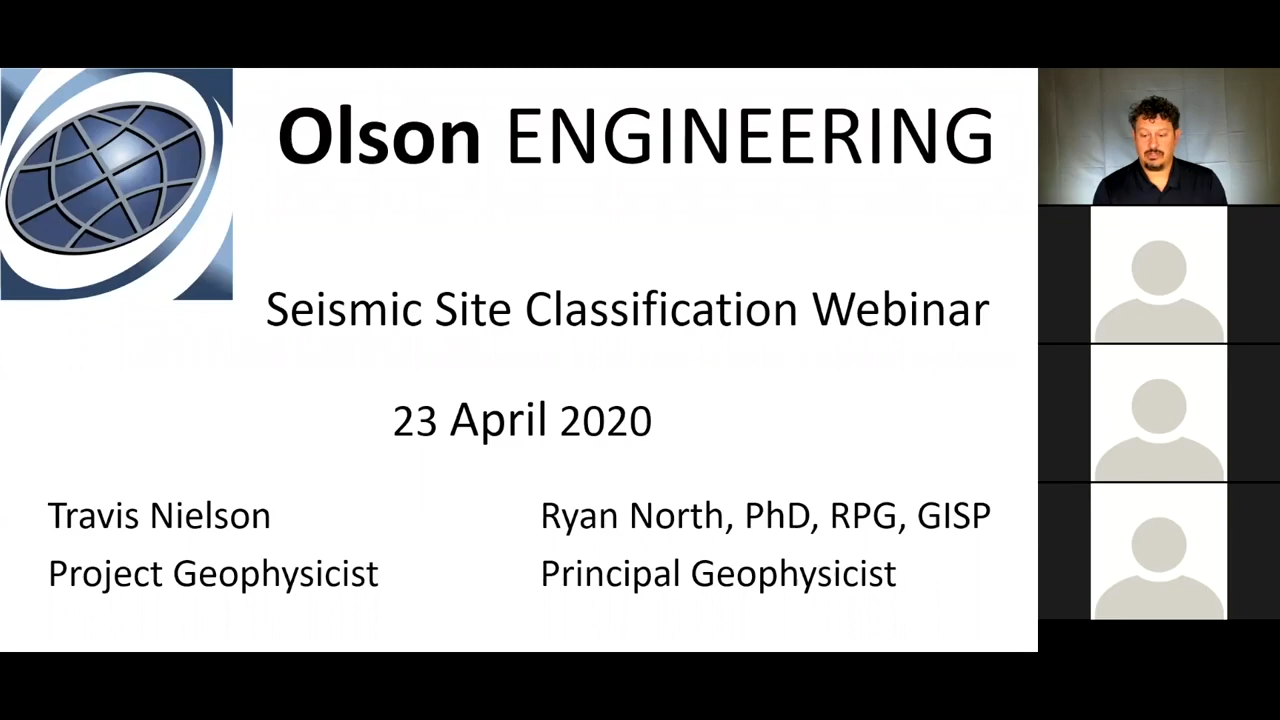 Olson ENGINEERING
Seismic Site Classification Webinar
23 April 2020
Travis Nielson
Project Geophysicist
Ryan North, PhD, RPG, GISP
Principal Geophysicist